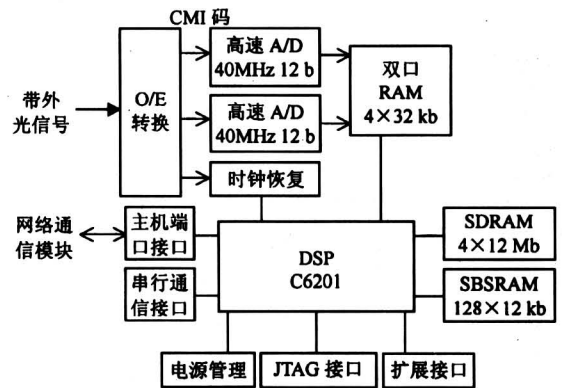 CMI 码
带外
光信号
O/E
转换
高速 A/D
40MHz 12 b
高速 A/D
40MHz 12 b
时钟恢复
双口
RAM
4×32 kb
网络通
信模块
主机端
口接口
串行通
信接口
DSP
C6201
SDRAM
4×12 Mb
SBSRAM
128×12 kb
电源管理
JTAG 接口
扩展接口